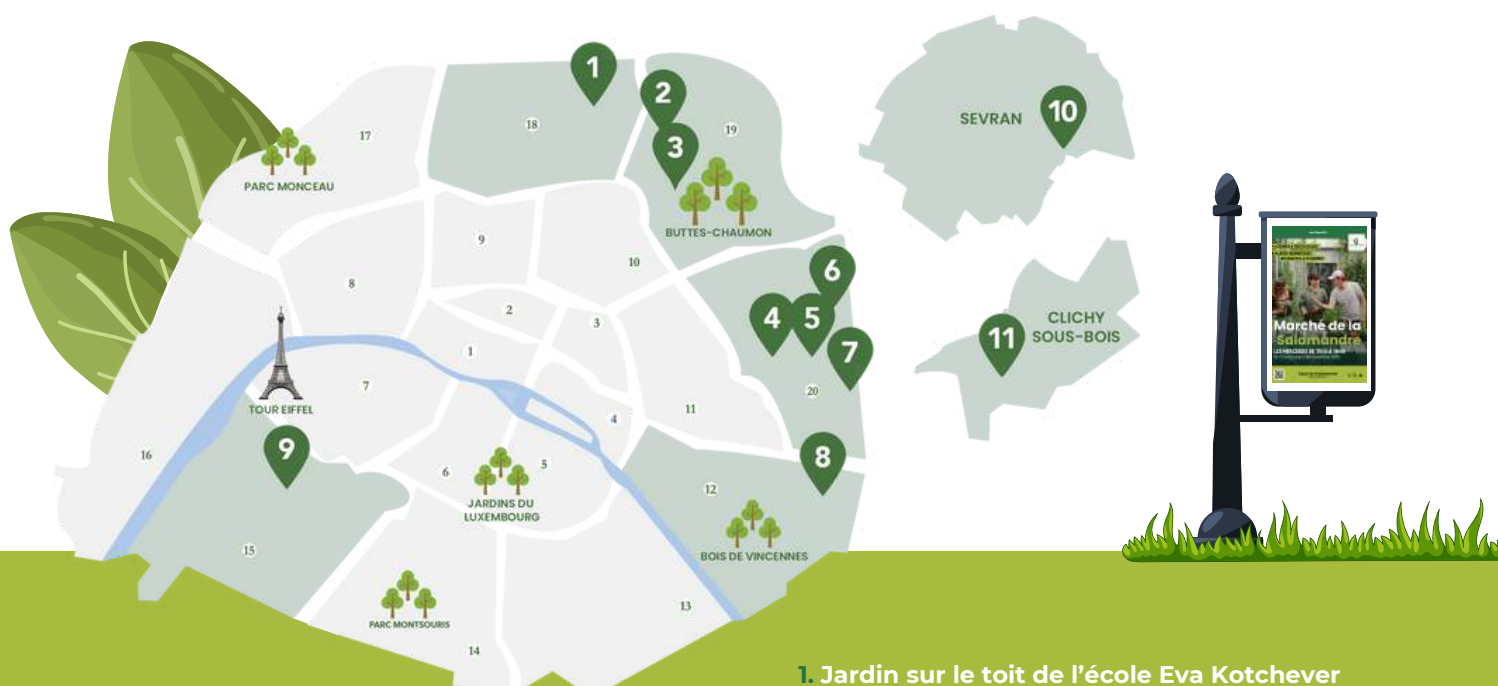 1
2
18
17
19
3
PARC MONCEAU
BUTTES-CHAUMON
SEVRAN 10
9
10
8
6
2
3
4 5
7
1
TOUR EIFFEL
7
20
11
4
9
8
16
6
5
12
JARDINS DU
LUXEMBOURG
15
BOIS DE VINCENNES
13
PARC MONTSOURIS
14
CLICHY
SOUS-BOIS
11
Marché de la
Salamandre
1. Jardin sur le toit de l'école Eva Kotchever